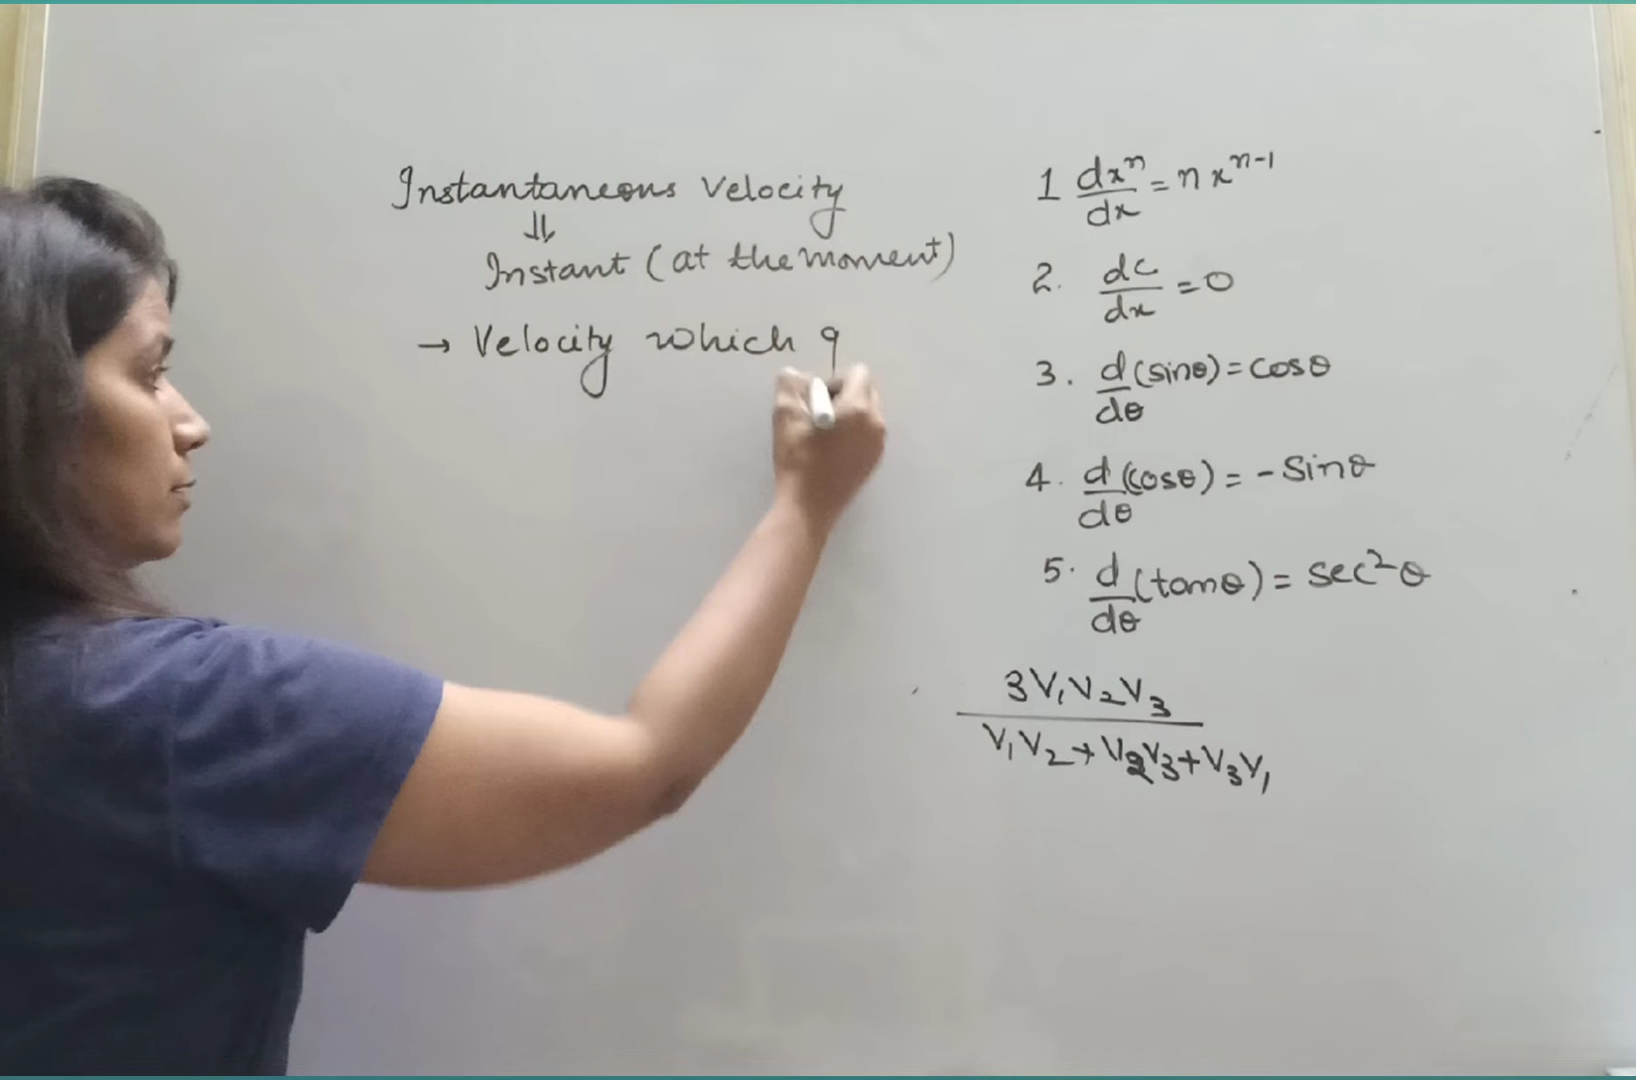 Instantaneous Velocity
⇓
Instant (at the moment)
→ Velocity which
1 dxⁿ/dx = n xⁿ⁻¹
2. dc/dx = 0
3. d/dθ (sinθ) = cosθ
4. d/dθ (cosθ) = - Sinθ
5. d/dθ (tanθ) = sec²θ
3V₁V₂V₃
V₁V₂ + V₂V₃ + V₃V₁